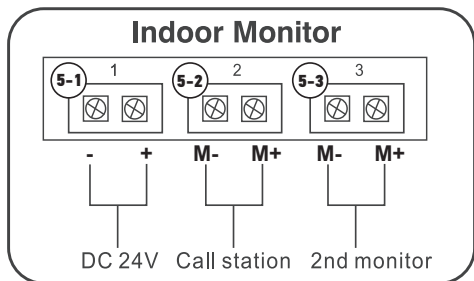 Indoor Monitor
5-1 1 5-2 2 5-3 3
- + M- M+ M- M+
DC 24V Call station 2nd monitor